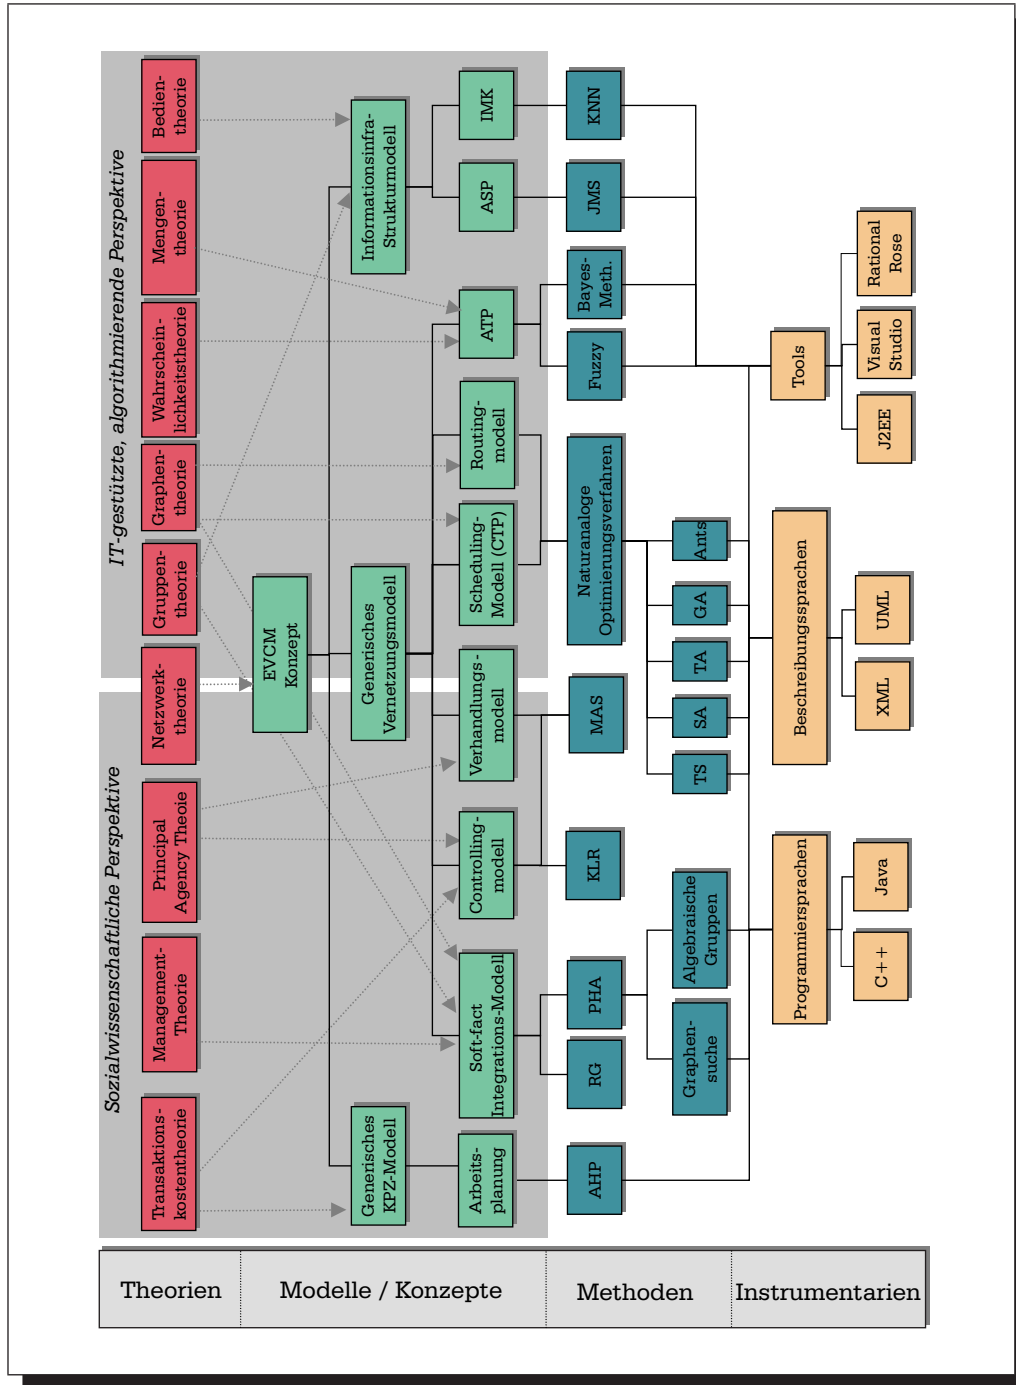 IT-gestützte, algorithmierende Perspektive
Sozialwissenschaftliche Perspektive
Bedien-
theorie
Mengen-
theorie
Wahrschein-
lichkeitstheorie
Graphen-
theorie
Gruppen-
theorie
Netzwerk-
theorie
Principal
Agency Theoie
Management-
Theorie
Transaktions-
kostentheorie
EVCM
Konzept
Informationsinfra-
Strukturmodell
Generisches
Vernetzungsmodell
Generisches
KPZ-Modell
IMK
ASP
ATP
Routing-
modell
Scheduling-
Modell (CTP)
Verhandlungs-
modell
Controlling-
modell
Soft-fact
Integrations-Modell
Arbeits-
planung
KNN
JMS
Bayes-
Meth.
Fuzzy
Naturanaloge
Optimierungsverfahren
MAS
KLR
PHA
RG
AHP
Ants
GA
TA
SA
TS
Algebraische
Gruppen
Graphen-
suche
Tools
Beschreibungssprachen
Programmiersprachen
Rational
Rose
Visual
Studio
J2EE
UML
XML
Java
C++
Theorien
Modelle / Konzepte
Methoden
Instrumentarien